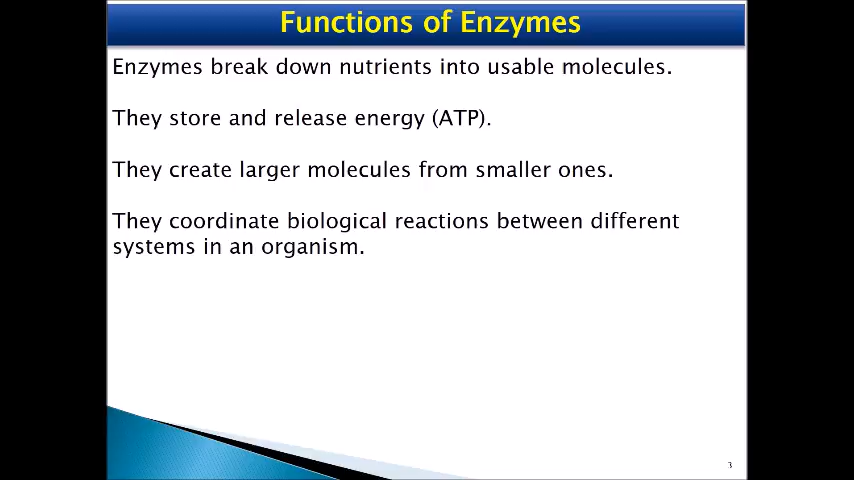 Functions of Enzymes
Enzymes break down nutrients into usable molecules.
They store and release energy (ATP).
They create larger molecules from smaller ones.
They coordinate biological reactions between different
systems in an organism.
3